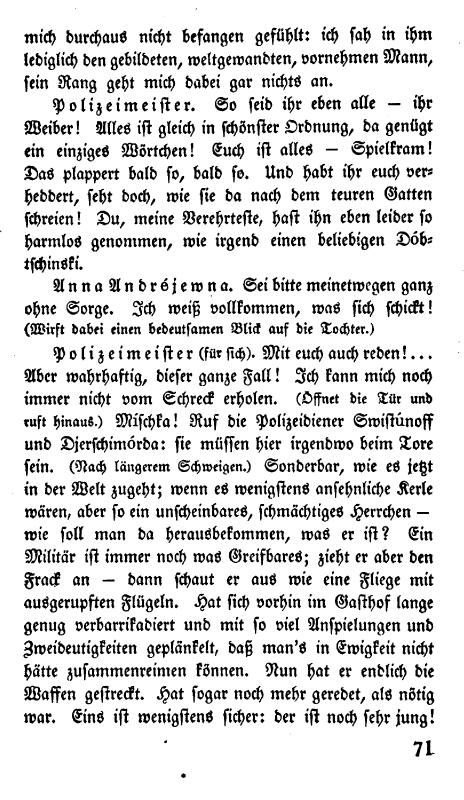 mich durchaus nicht befangen gefühlt: ich sah in ihm
lediglich den gebildeten, weltgewandten, vornehmen Mann,
sein Rang geht mich dabei gar nichts an.
Polizeimeister. So seid ihr eben alle — ihr
Weiber! Alles ist gleich in schönster Ordnung, da genügt
ein einziges Wörtchen! Euch ist alles — Spielkram!
Das plappert bald so, bald so. Und habt ihr euch ver-
heddert, seht doch, wie sie da nach dem teuren Gatten
schreien! Du, meine Verehrteste, hast ihn eben leider so
harmlos genommen, wie irgend einen beliebigen Dób-
tschinski.
Anna Andréjewna. Sei bitte meinetwegen ganz
ohne Sorge. Ich weiß vollkommen, was sich schickt!
(Wirft dabei einen bedeutsamen Blick auf die Tochter.)
Polizeimeister (für sich). Mit euch auch reden!...
Aber wahrhaftig, dieser ganze Fall! Ich kann mich noch
immer nicht vom Schreck erholen. (Öffnet die Tür und
ruft hinaus.) Míschka! Ruf die Polizeidiener Swistúnoff
und Djerschimórda: sie müssen hier irgendwo beim Tore
sein. (Nach längerem Schweigen.) Sonderbar, wie es jetzt
in der Welt zugeht; wenn es wenigstens ansehnliche Kerle
wären, aber so ein unscheinbares, schmächtiges Herrchen —
wie soll man da herausbekommen, was er ist? Ein
Militär ist immer noch was Greifbares; zieht er aber den
Frack an — dann schaut er aus wie eine Fliege mit
ausgerupften Flügeln. Hat sich vorhin im Gasthof lange
genug verbarrikadiert und mit so viel Anspielungen und
Zweideutigkeiten geplänkelt, daß man's in Ewigkeit nicht
hätte zusammenreimen können. Nun hat er endlich die
Waffen gestreckt. Hat sogar noch mehr geredet, als nötig
war. Eins ist wenigstens sicher: der ist noch sehr jung!
71